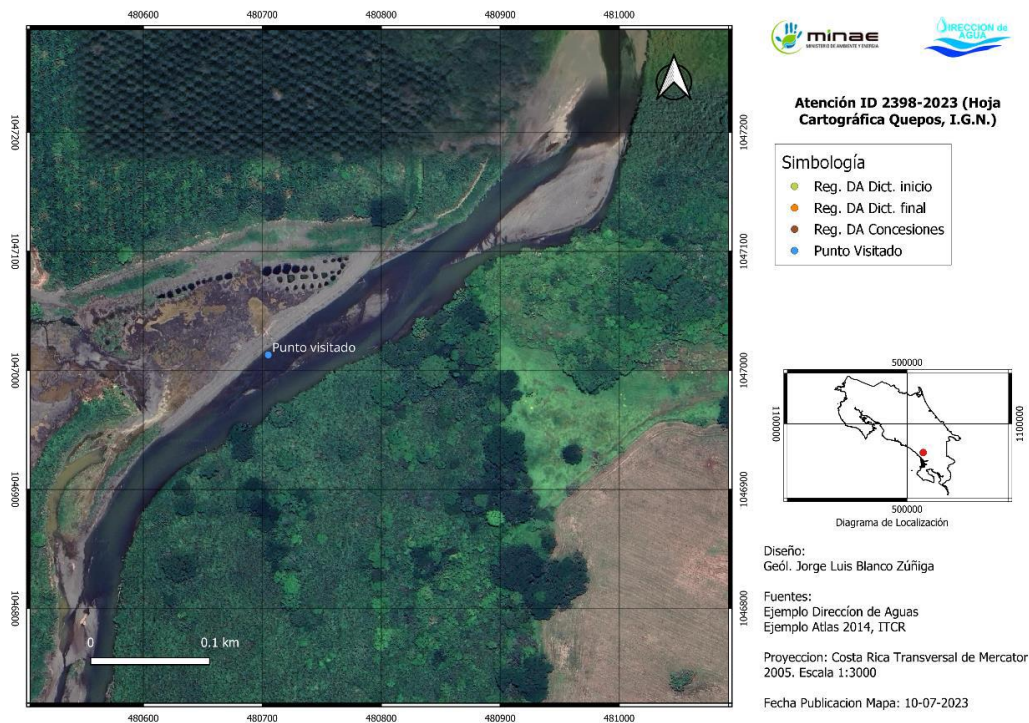 480600 480700 480800 480900 481000
1047200 1047200
1047100 1047100
1047000 1047000
1046900 1046900
1046800 1046800
Punto visitado
0 0.1 km
480600 480700 480800 480900 481000
minae
MINISTERIO DE AMBIENTE Y ENERGIA
DIRECCION de
AGUA
Atención ID 2398-2023 (Hoja
Cartográfica Quepos, I.G.N.)
Simbología
Reg. DA Dict. inicio
Reg. DA Dict. final
Reg. DA Concesiones
Punto Visitado
500000
1100000 1100000
500000
Diagrama de Localización
Diseño:
Geól. Jorge Luis Blanco Zúñiga
Fuentes:
Ejemplo Direccíon de Aguas
Ejemplo Atlas 2014, ITCR
Proyeccion: Costa Rica Transversal de Mercator
2005. Escala 1:3000
Fecha Publicacion Mapa: 10-07-2023